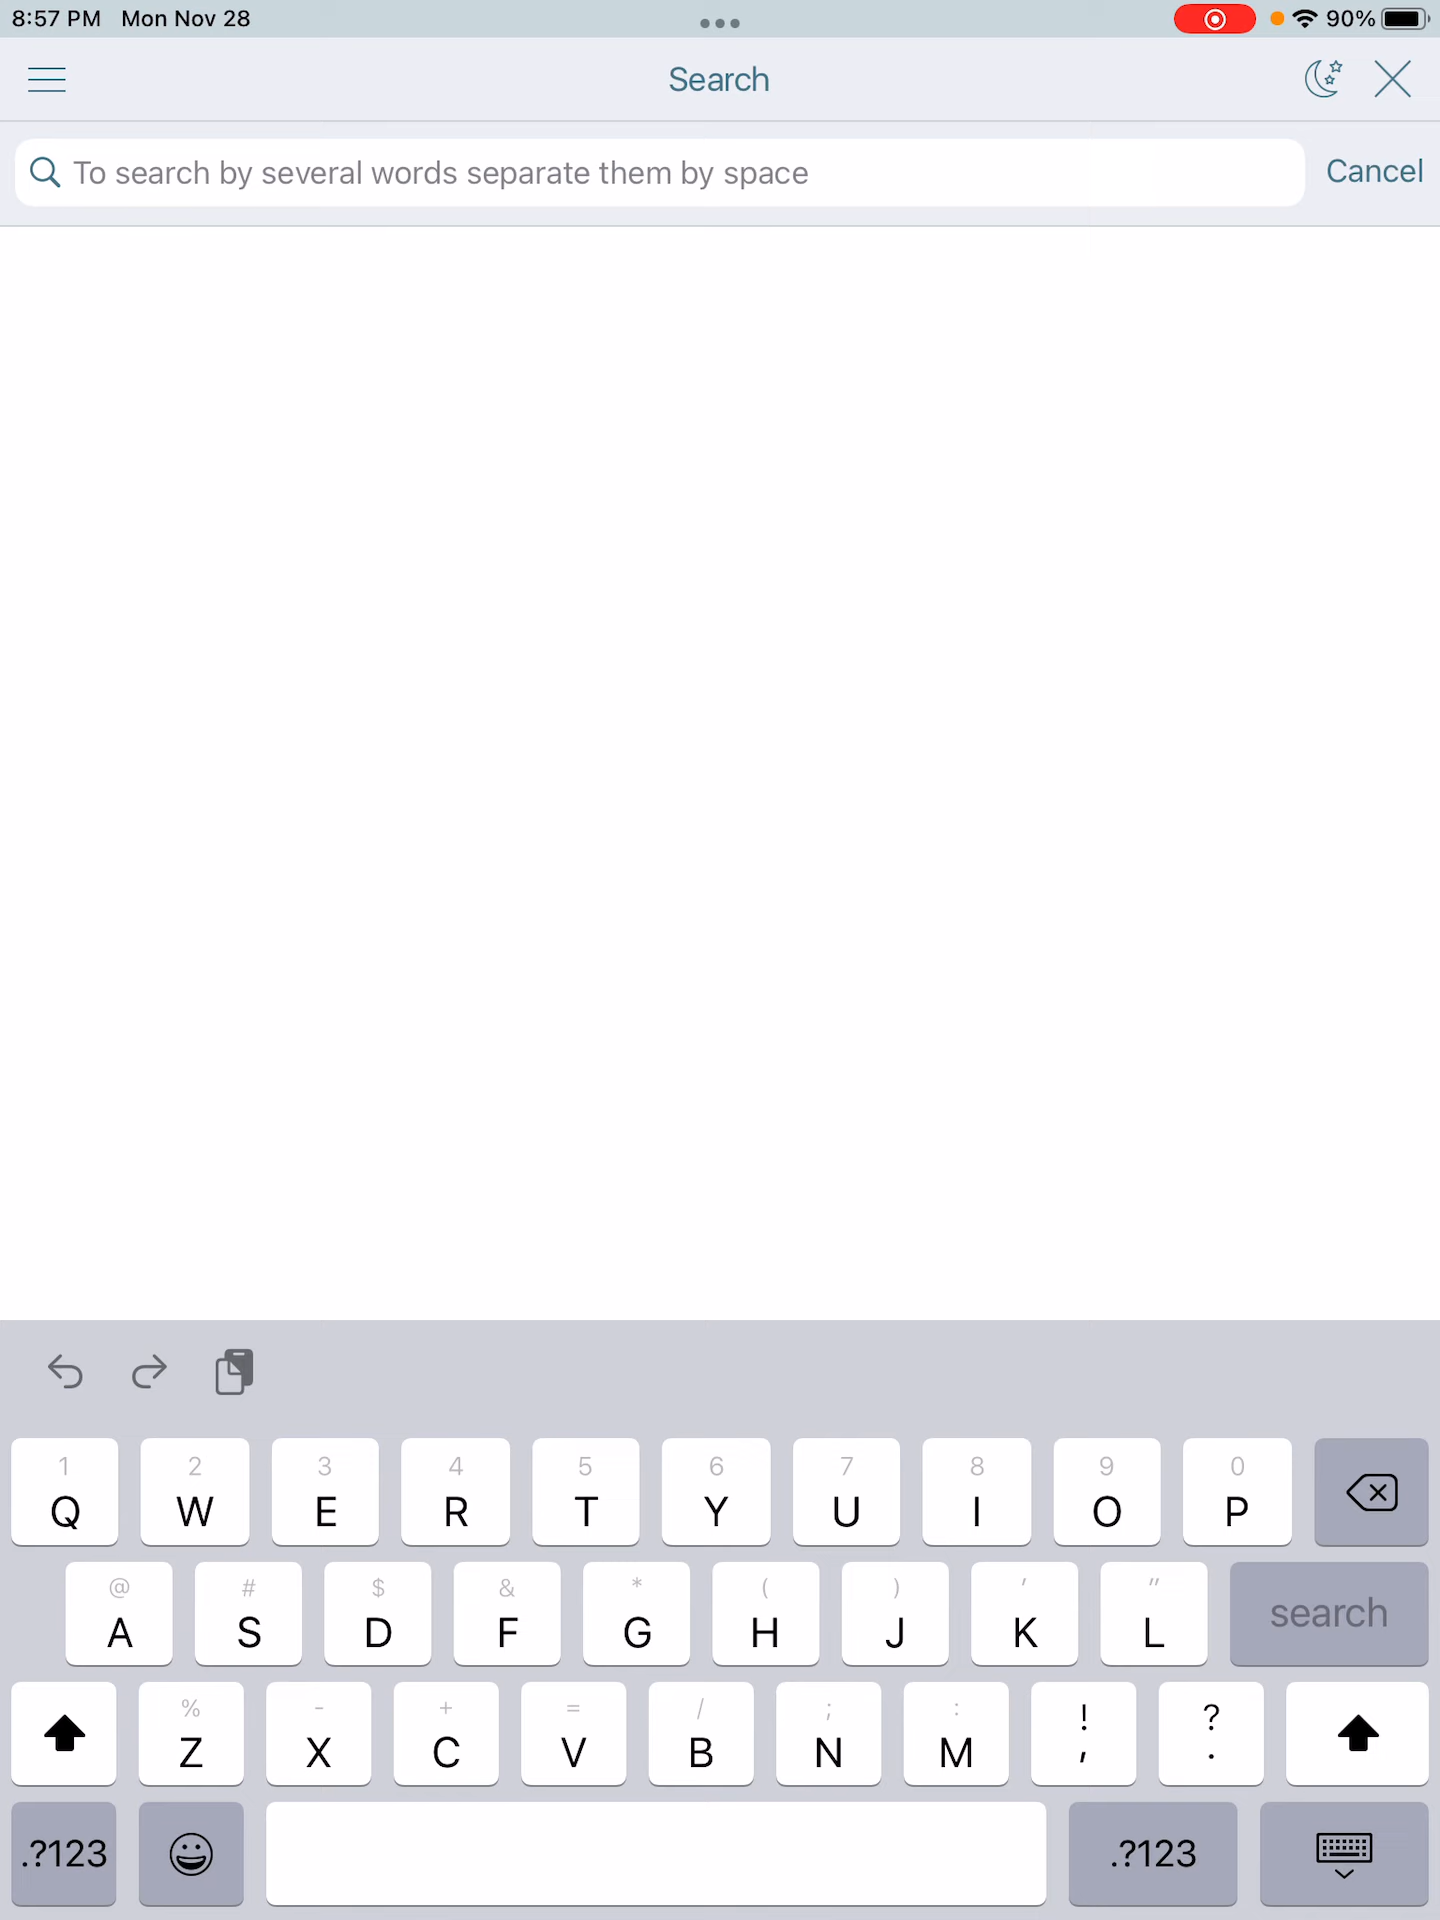 8:57 PM Mon Nov 28
90%
Search
To search by several words separate them by space
Cancel
1 2 3 4 5 6 7 8 9 0
Q W E R T Y U I O P
@ # $ & * ( ) ' "
A S D F G H J K L search
% - + = / ; : ! ?
Z X C V B N M , .
.?123 .?123